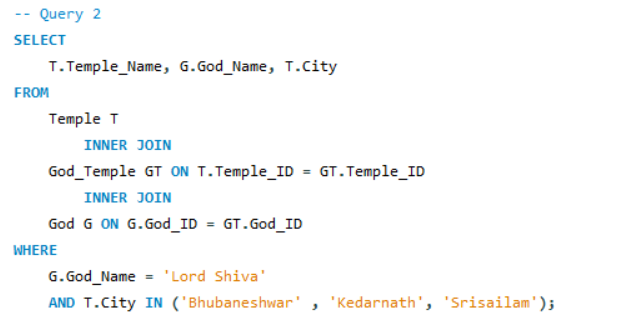 -- Query 2
SELECT
    T.Temple_Name, G.God_Name, T.City
FROM
    Temple T
        INNER JOIN
    God_Temple GT ON T.Temple_ID = GT.Temple_ID
        INNER JOIN
    God G ON G.God_ID = GT.God_ID
WHERE
    G.God_Name = 'Lord Shiva'
    AND T.City IN ('Bhubaneshwar' , 'Kedarnath', 'Srisailam');